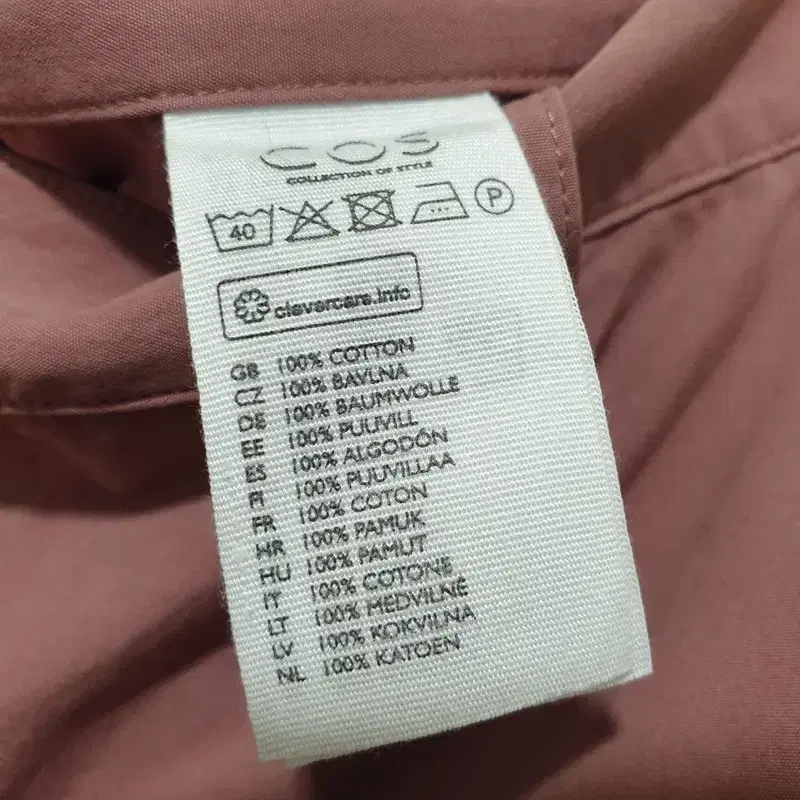 COS
COLLECTION OF STYLE
40 P
clevercare.info
GB 100% COTTON
CZ 100% BAVLNA
DE 100% BAUMWOLLE
EE 100% PUUVILL
ES 100% ALGODÓN
FI 100% PUUVILLAA
FR 100% COTON
HR 100% PAMUK
HU 100% PAMUT
IT 100% COTONE
LT 100% MEDVILNĖ
LV 100% KOKVILNA
NL 100% KATOEN